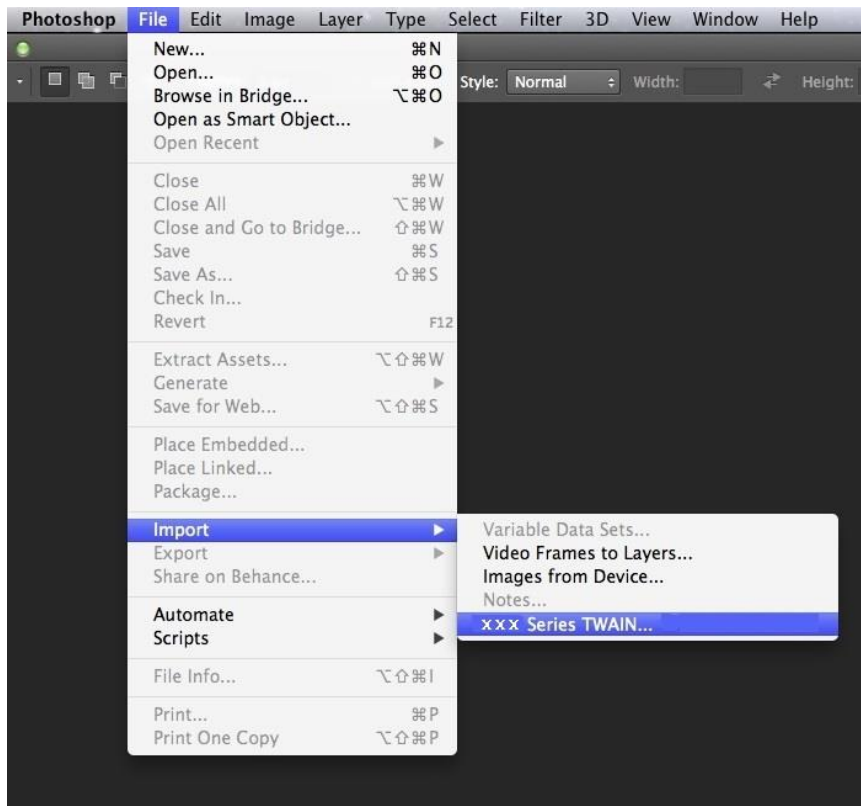 Photoshop File Edit Image Layer Type Select Filter 3D View Window Help
Style: Normal Width: Height:
New... ⌘N
Open... ⌘O
Browse in Bridge... ⌥⌘O
Open as Smart Object...
Open Recent
Close ⌘W
Close All ⌥⌘W
Close and Go to Bridge... ⇧⌘W
Save ⌘S
Save As... ⇧⌘S
Check In...
Revert F12
Extract Assets... ⌥⇧⌘W
Generate
Save for Web... ⌥⇧⌘S
Place Embedded...
Place Linked...
Package...
Import
Export
Share on Behance...
Automate
Scripts
File Info... ⌥⇧⌘I
Print... ⌘P
Print One Copy ⌥⇧⌘P
Variable Data Sets...
Video Frames to Layers...
Images from Device...
Notes...
xxx Series TWAIN...